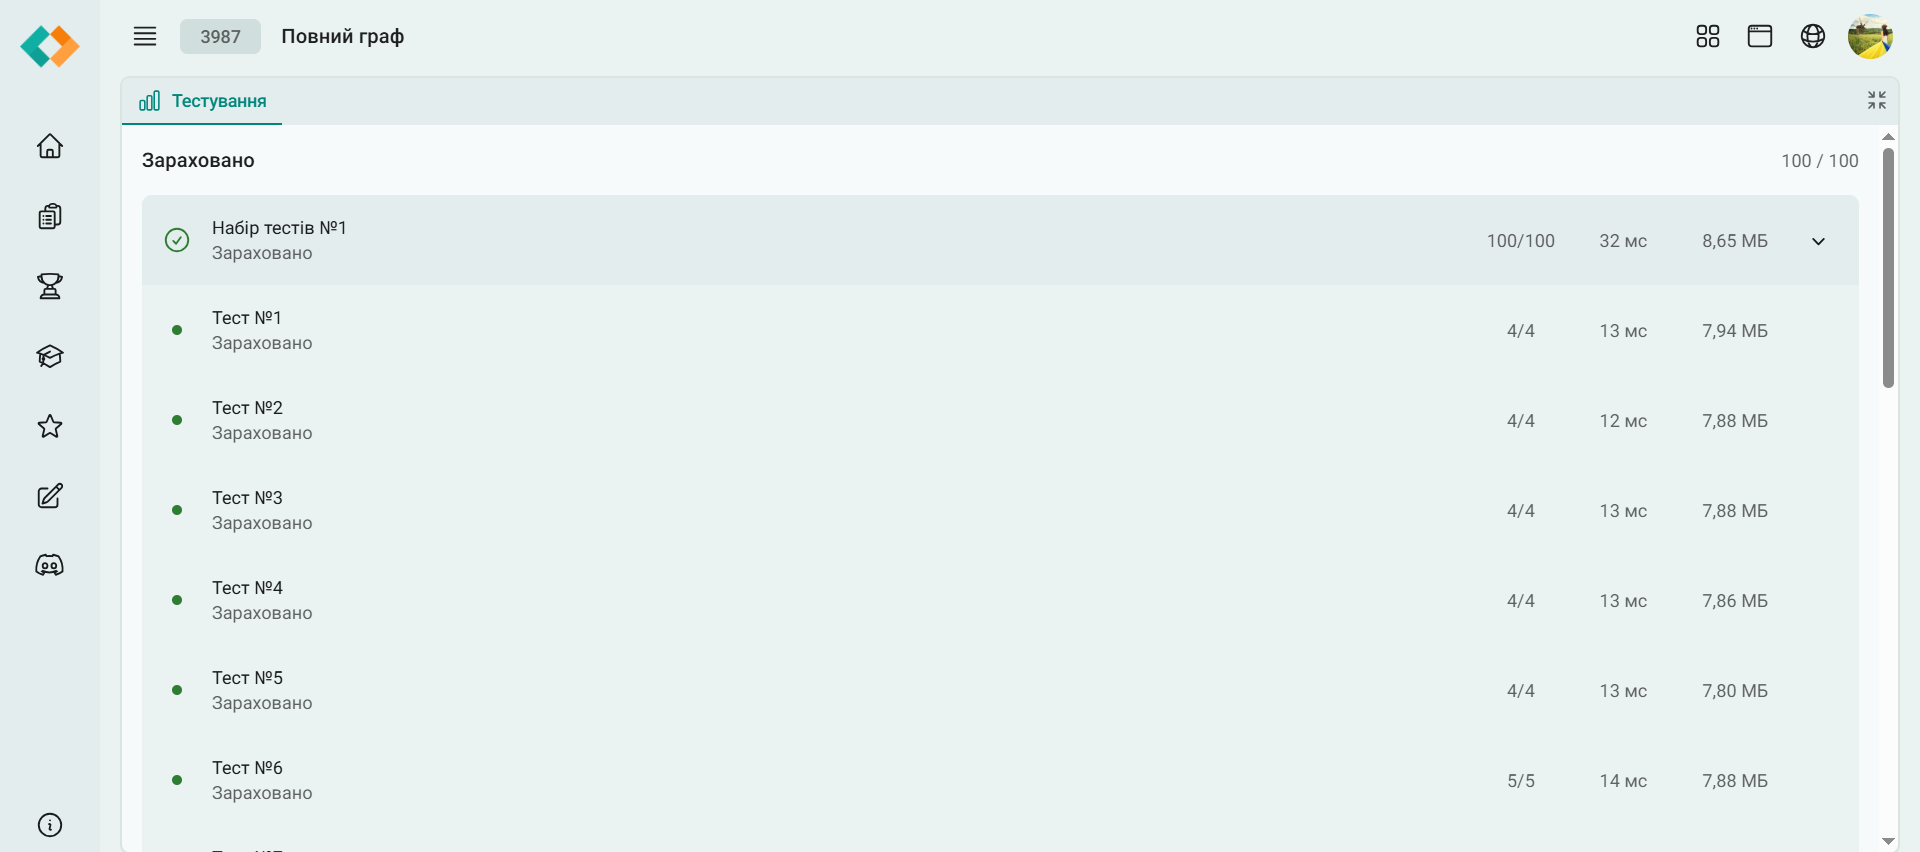 3987 Повний граф
Тестування
Зараховано 100 / 100
Набір тестів №1
Зараховано 100/100 32 мс 8,65 МБ
Тест №1
Зараховано 4/4 13 мс 7,94 МБ
Тест №2
Зараховано 4/4 12 мс 7,88 МБ
Тест №3
Зараховано 4/4 13 мс 7,88 МБ
Тест №4
Зараховано 4/4 13 мс 7,86 МБ
Тест №5
Зараховано 4/4 13 мс 7,80 МБ
Тест №6
Зараховано 5/5 14 мс 7,88 МБ